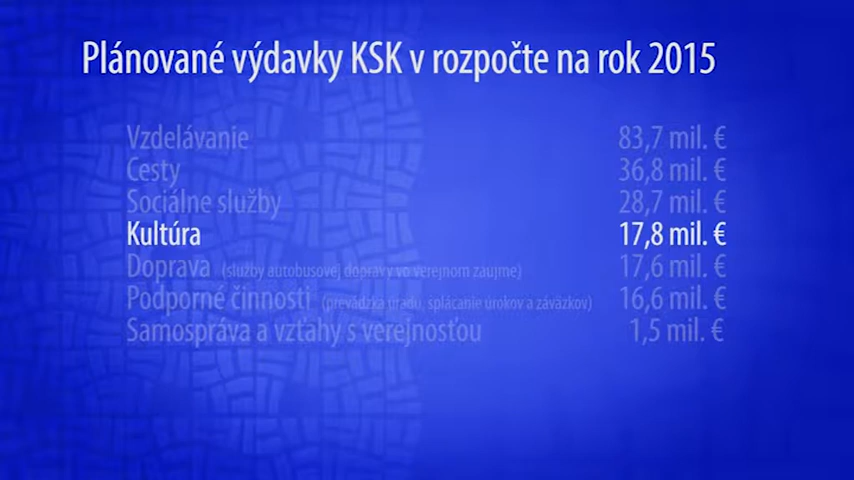 Plánované výdavky KSK v rozpočte na rok 2015
Vzdelávanie 83,7 mil. €
Cesty 36,8 mil. €
Sociálne služby 28,7 mil. €
Kultúra 17,8 mil. €
Doprava (služby autobusovej dopravy vo verejnom záujme) 17,6 mil. €
Podporné činnosti (prevádzka úradu, splácanie úrokov a záväzkov) 16,6 mil. €
Samospráva a vzťahy s verejnosťou 1,5 mil. €